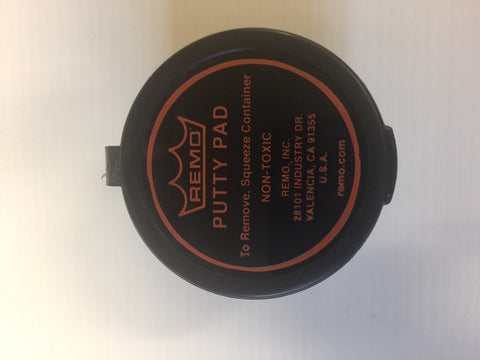 REMO
PUTTY PAD
To Remove, Squeeze Container
NON-TOXIC
REMO, INC.
28101 INDUSTRY DR.
VALENCIA, CA 91355
U.S.A.
remo.com